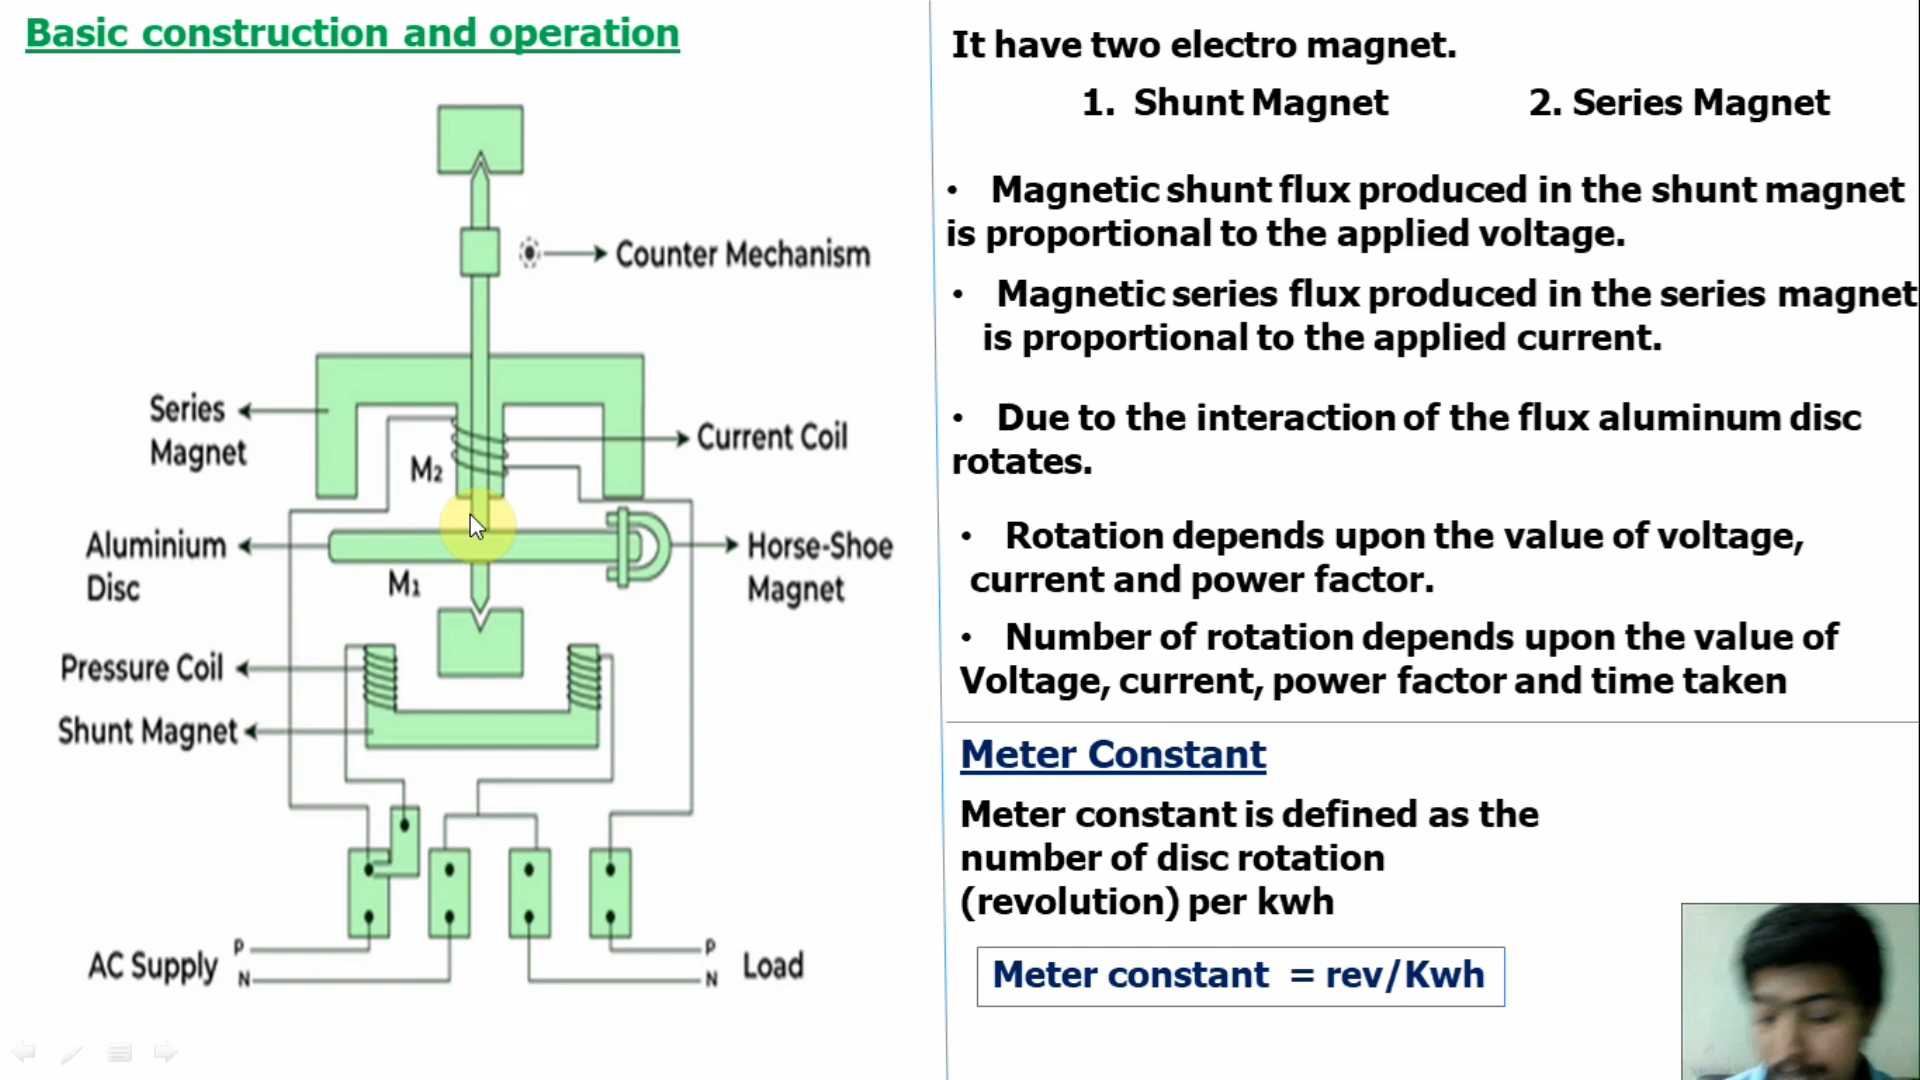 Basic construction and operation
Counter Mechanism
Series
Magnet
Current Coil
M₂
Aluminium
Disc
Horse-Shoe
Magnet
M₁
Pressure Coil
Shunt Magnet
AC Supply
P
N
P
N
Load
It have two electro magnet.
1. Shunt Magnet 2. Series Magnet
• Magnetic shunt flux produced in the shunt magnet
is proportional to the applied voltage.
• Magnetic series flux produced in the series magnet
is proportional to the applied current.
• Due to the interaction of the flux aluminum disc
rotates.
• Rotation depends upon the value of voltage,
current and power factor.
• Number of rotation depends upon the value of
Voltage, current, power factor and time taken
Meter Constant
Meter constant is defined as the
number of disc rotation
(revolution) per kwh
Meter constant = rev/Kwh